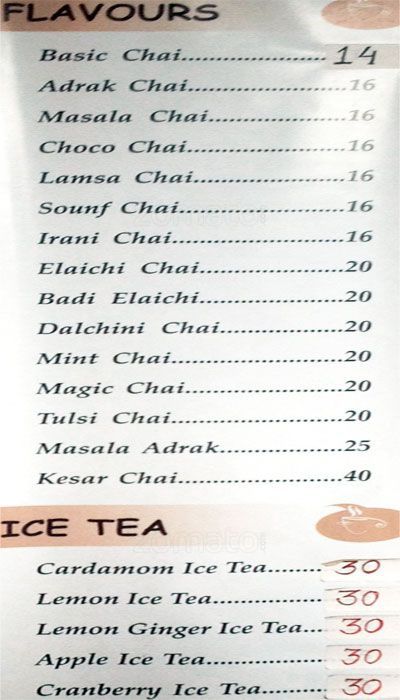 FLAVOURS
Basic Chai........................14
Adrak Chai........................16
Masala Chai.....................16
Choco Chai.......................16
Lamsa Chai.......................16
Sounf Chai........................16
Irani Chai..........................16
Elaichi Chai......................20
Badi Elaichi......................20
Dalchini Chai...................20
Mint Chai..........................20
Magic Chai.......................20
Tulsi Chai..........................20
Masala Adrak..................25
Kesar Chai........................40
ICE TEA
Cardamom Ice Tea........30
Lemon Ice Tea................30
Lemon Ginger Ice Tea....30
Apple Ice Tea..................30
Cranberry Ice Tea..........30
zomato
zomato